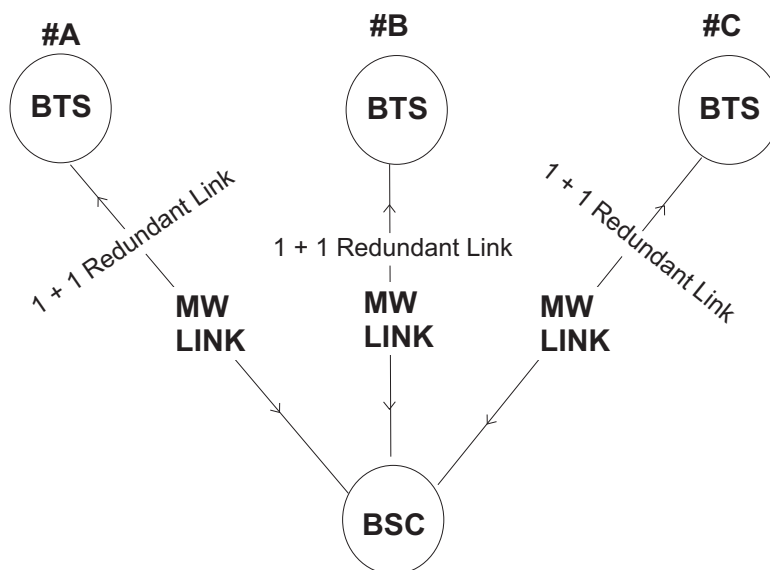 #A
#B
#C
BTS
BTS
BTS
1 + 1 Redundant Link
1 + 1 Redundant Link
1 + 1 Redundant Link
MW
LINK
MW
LINK
MW
LINK
BSC